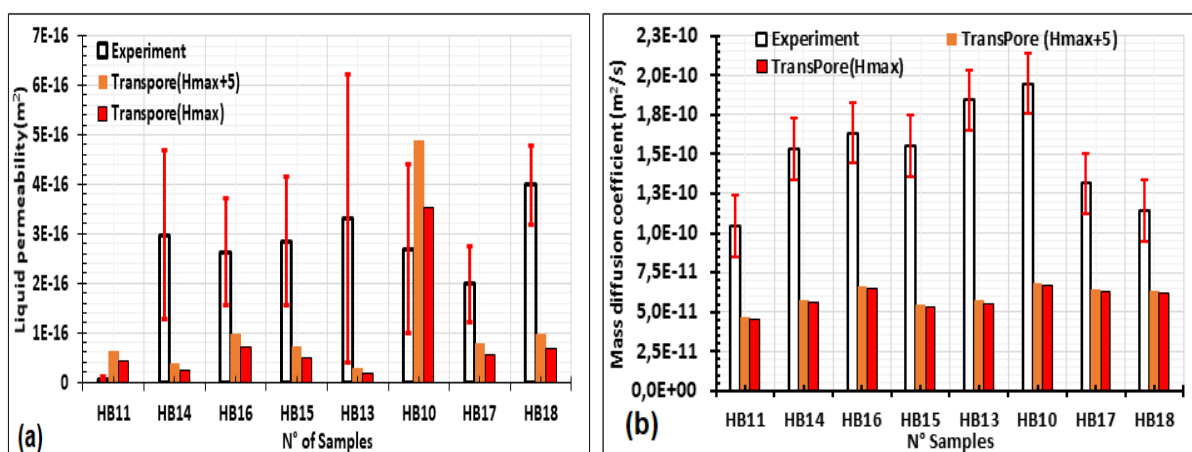 7E-16
6E-16
5E-16
4E-16
3E-16
2E-16
1E-16
0
Liquid permeability(m²)
Experiment
Transpore(Hmax+5)
Transpore(Hmax)
HB11 HB14 HB16 HB15 HB13 HB10 HB17 HB18
N° of Samples
(a)
2,3E-10
2,0E-10
1,8E-10
1,5E-10
1,3E-10
1,0E-10
7,5E-11
5,0E-11
2,5E-11
0,0E+00
Mass diffusion coefficient (m²/s)
Experiment TransPore (Hmax+5)
TransPore(Hmax)
HB11 HB14 HB16 HB15 HB13 HB10 HB17 HB18
N° Samples
(b)